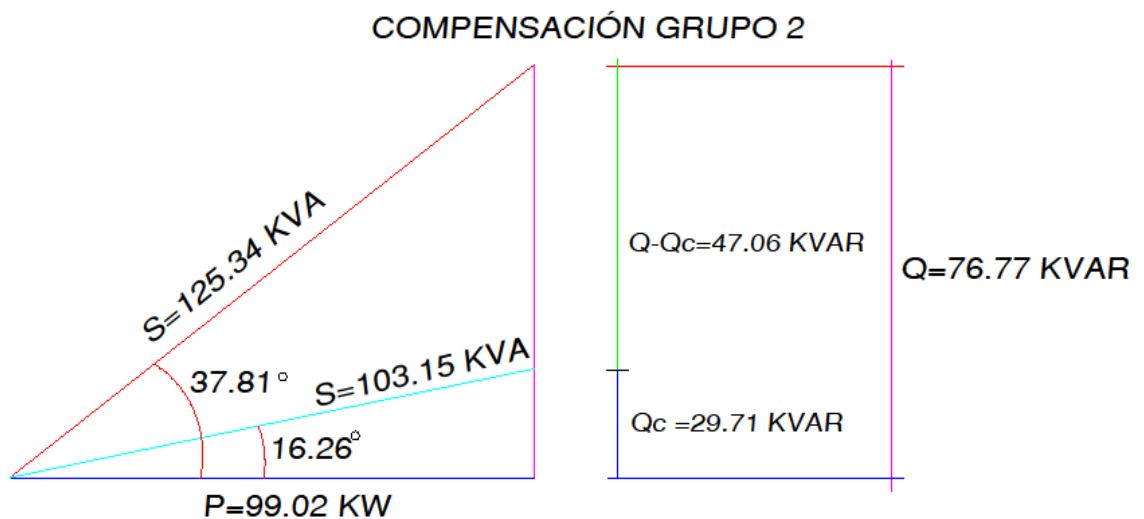 COMPENSACIÓN GRUPO 2
S=125.34 KVA
Q-Qc=47.06 KVAR
Q=76.77 KVAR
S=103.15 KVA
37.81°
Qc =29.71 KVAR
16.26°
P=99.02 KW